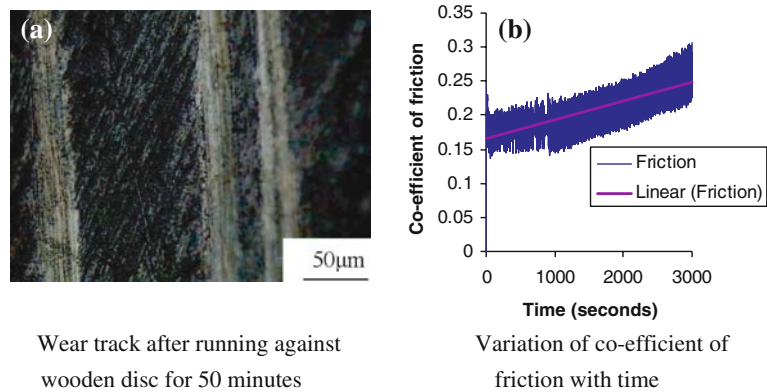 (a)
50µm
Wear track after running against
wooden disc for 50 minutes
(b)
Co-efficient of friction
0.35
0.3
0.25
0.2
0.15
0.1
0.05
0
0 1000 2000 3000
Friction
Linear (Friction)
Time (seconds)
Variation of co-efficient of
friction with time